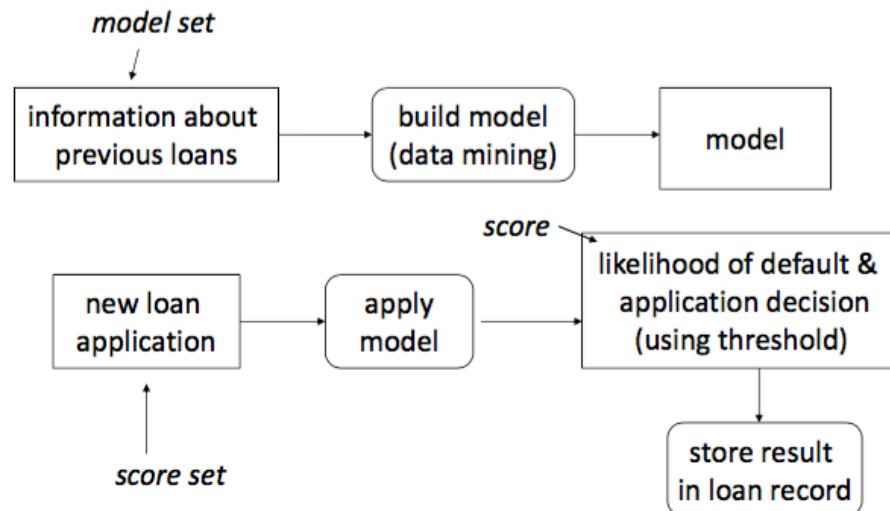 model set
information about
previous loans
build model
(data mining)
model
score
likelihood of default &
application decision
(using threshold)
new loan
application
apply
model
score set
store result
in loan record